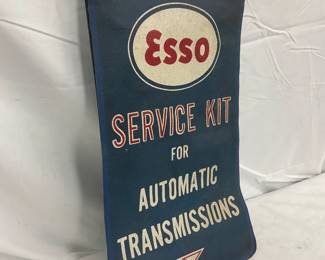 Esso
SERVICE KIT
FOR
AUTOMATIC
TRANSMISSIONS